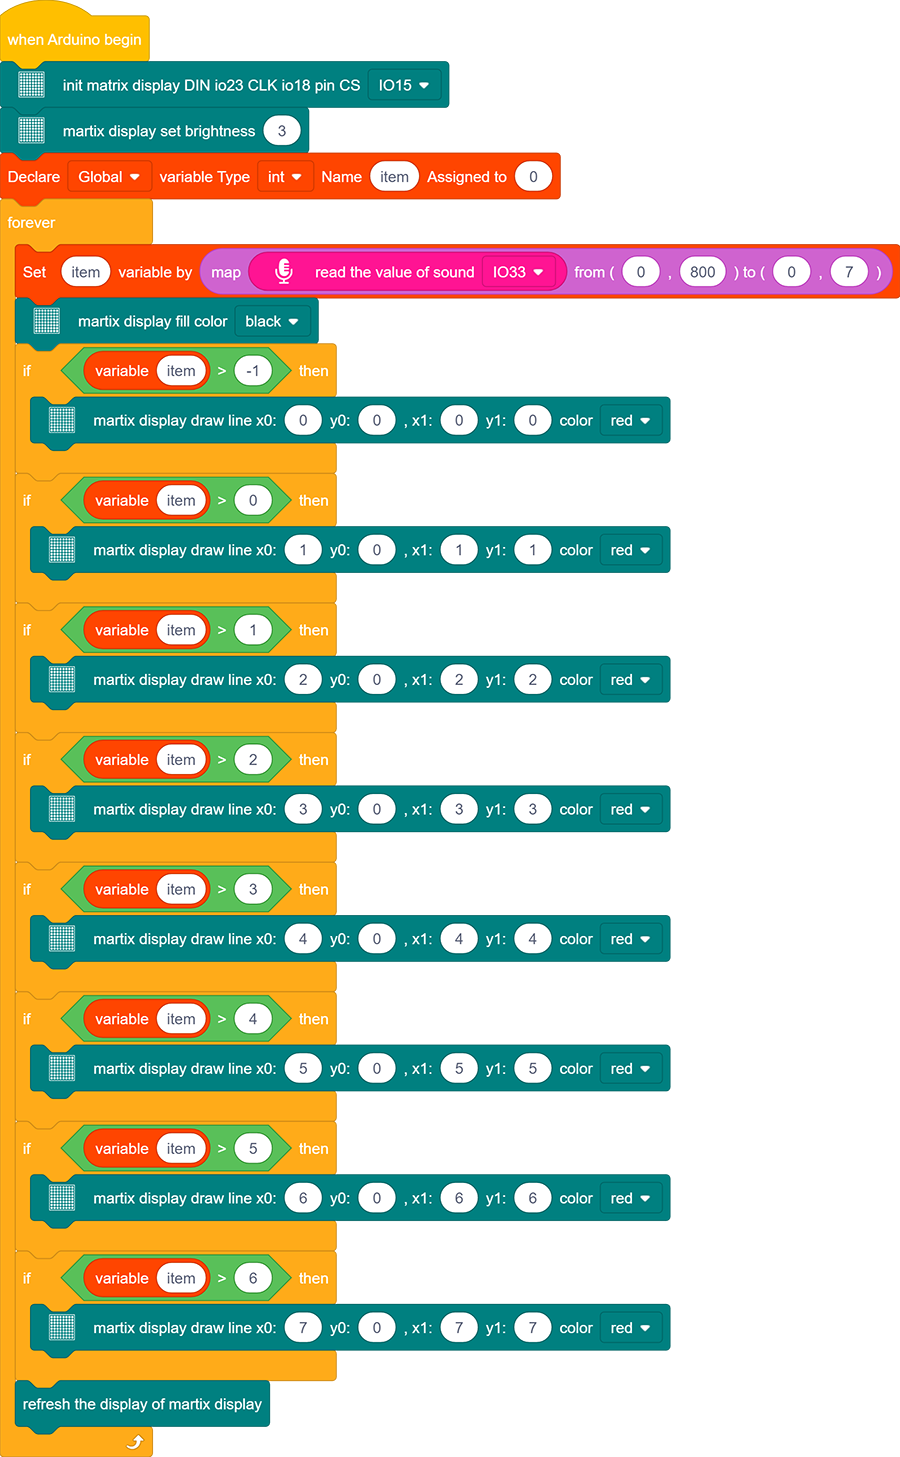 when Arduino begin
init matrix display DIN io23 CLK io18 pin CS IO15
martix display set brightness 3
Declare Global variable Type int Name item Assigned to 0
forever
Set item variable by map read the value of sound IO33 from ( 0 , 800 ) to ( 0 , 7 )
martix display fill color black
if variable item > -1 then
martix display draw line x0: 0 y0: 0 , x1: 0 y1: 0 color red
if variable item > 0 then
martix display draw line x0: 1 y0: 0 , x1: 1 y1: 1 color red
if variable item > 1 then
martix display draw line x0: 2 y0: 0 , x1: 2 y1: 2 color red
if variable item > 2 then
martix display draw line x0: 3 y0: 0 , x1: 3 y1: 3 color red
if variable item > 3 then
martix display draw line x0: 4 y0: 0 , x1: 4 y1: 4 color red
if variable item > 4 then
martix display draw line x0: 5 y0: 0 , x1: 5 y1: 5 color red
if variable item > 5 then
martix display draw line x0: 6 y0: 0 , x1: 6 y1: 6 color red
if variable item > 6 then
martix display draw line x0: 7 y0: 0 , x1: 7 y1: 7 color red
refresh the display of martix display